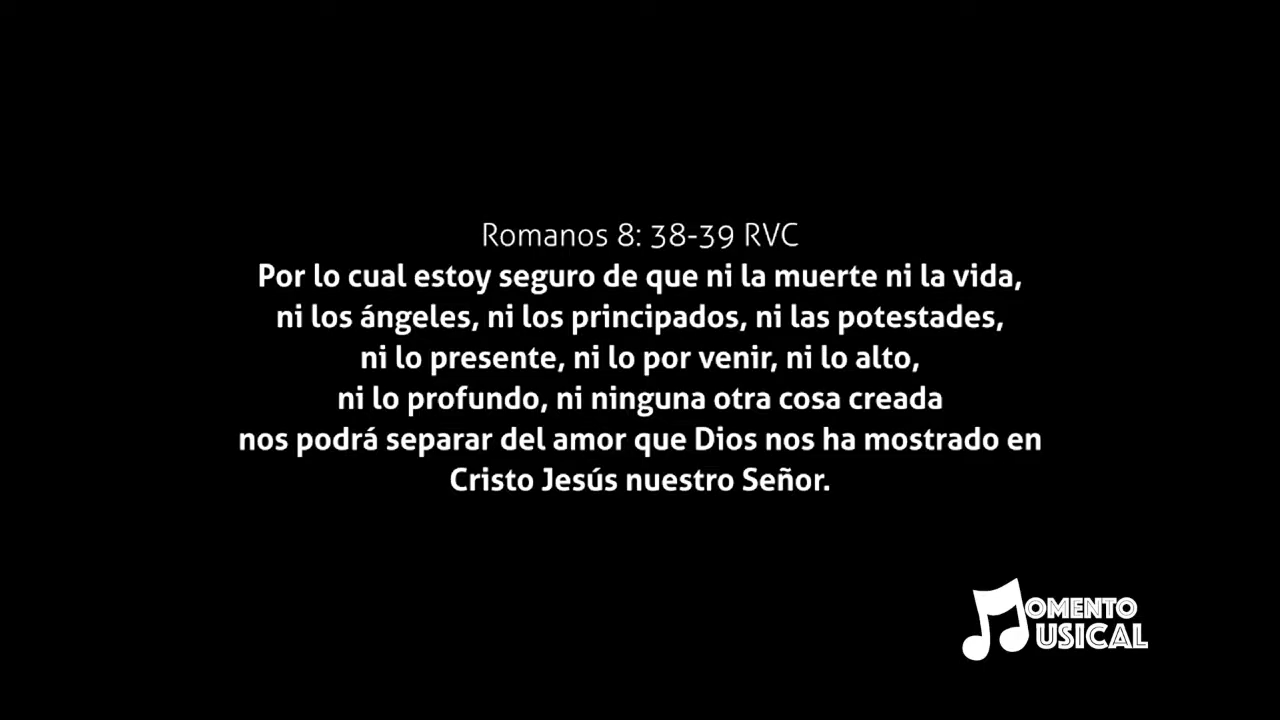 Romanos 8: 38-39 RVC
Por lo cual estoy seguro de que ni la muerte ni la vida,
ni los ángeles, ni los principados, ni las potestades,
ni lo presente, ni lo por venir, ni lo alto,
ni lo profundo, ni ninguna otra cosa creada
nos podrá separar del amor que Dios nos ha mostrado en
Cristo Jesús nuestro Señor.
MOMENTO
MUSICAL